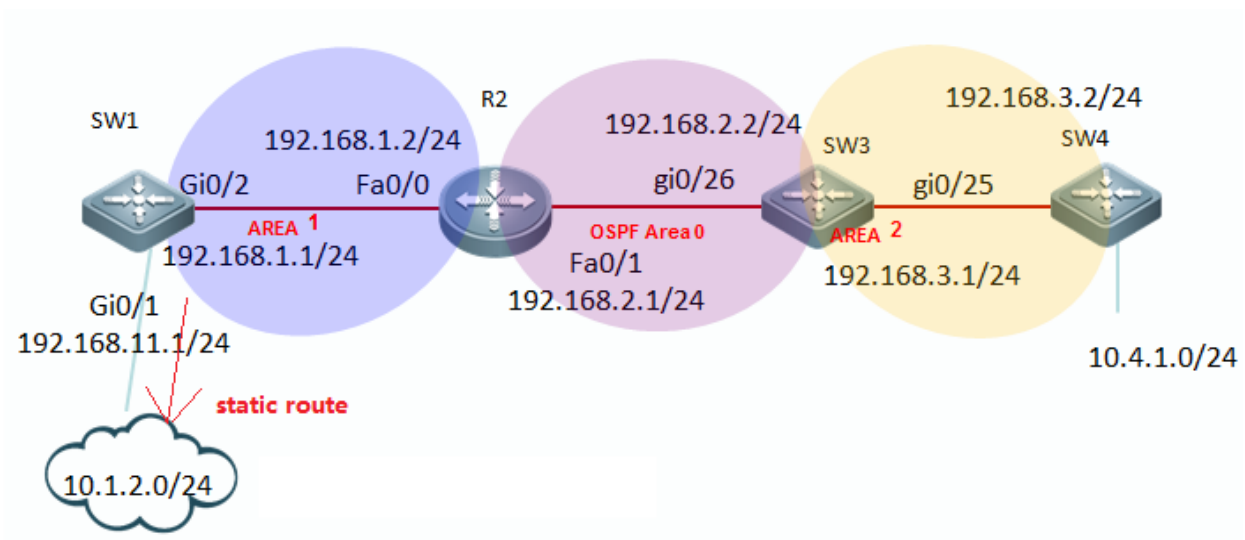 192.168.3.2/24
R2
SW1
192.168.2.2/24
192.168.1.2/24
SW3
SW4
Gi0/2
Fa0/0
gi0/26
gi0/25
AREA 1
OSPF Area 0
AREA 2
192.168.1.1/24
Fa0/1
192.168.3.1/24
Gi0/1
192.168.2.1/24
192.168.11.1/24
10.4.1.0/24
static route
10.1.2.0/24